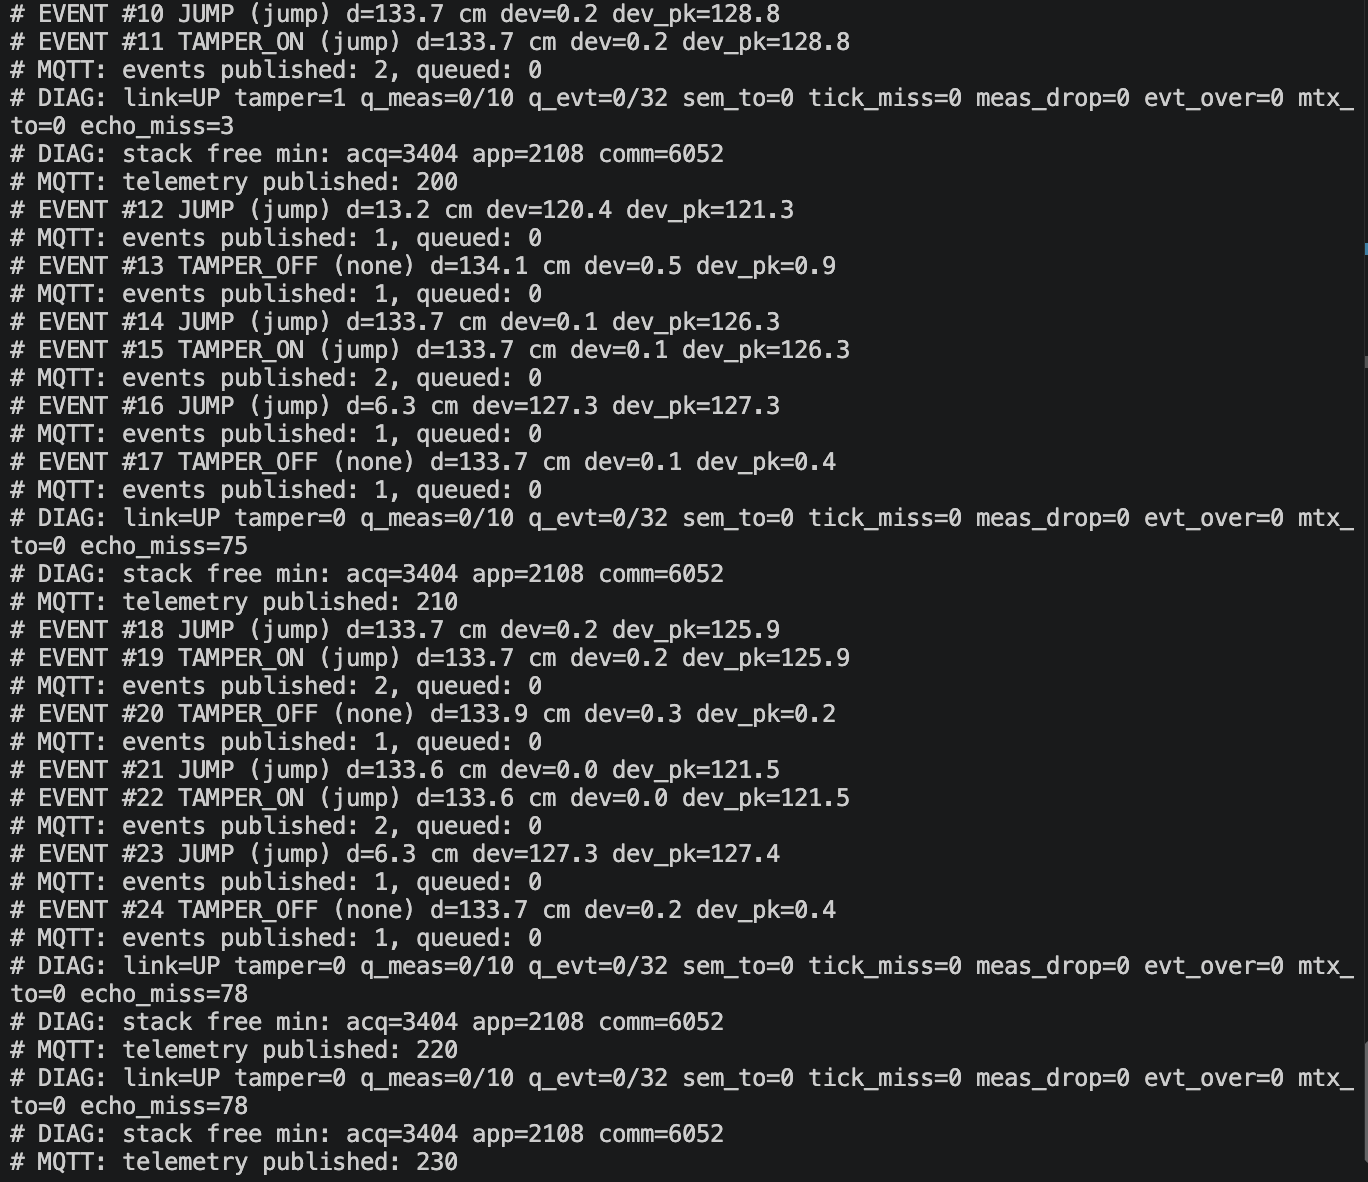 # EVENT #10 JUMP (jump) d=133.7 cm dev=0.2 dev_pk=128.8
# EVENT #11 TAMPER_ON (jump) d=133.7 cm dev=0.2 dev_pk=128.8
# MQTT: events published: 2, queued: 0
# DIAG: link=UP tamper=1 q_meas=0/10 q_evt=0/32 sem_to=0 tick_miss=0 meas_drop=0 evt_over=0 mtx_
to=0 echo_miss=3
# DIAG: stack free min: acq=3404 app=2108 comm=6052
# MQTT: telemetry published: 200
# EVENT #12 JUMP (jump) d=13.2 cm dev=120.4 dev_pk=121.3
# MQTT: events published: 1, queued: 0
# EVENT #13 TAMPER_OFF (none) d=134.1 cm dev=0.5 dev_pk=0.9
# MQTT: events published: 1, queued: 0
# EVENT #14 JUMP (jump) d=133.7 cm dev=0.1 dev_pk=126.3
# EVENT #15 TAMPER_ON (jump) d=133.7 cm dev=0.1 dev_pk=126.3
# MQTT: events published: 2, queued: 0
# EVENT #16 JUMP (jump) d=6.3 cm dev=127.3 dev_pk=127.3
# MQTT: events published: 1, queued: 0
# EVENT #17 TAMPER_OFF (none) d=133.7 cm dev=0.1 dev_pk=0.4
# MQTT: events published: 1, queued: 0
# DIAG: link=UP tamper=0 q_meas=0/10 q_evt=0/32 sem_to=0 tick_miss=0 meas_drop=0 evt_over=0 mtx_
to=0 echo_miss=75
# DIAG: stack free min: acq=3404 app=2108 comm=6052
# MQTT: telemetry published: 210
# EVENT #18 JUMP (jump) d=133.7 cm dev=0.2 dev_pk=125.9
# EVENT #19 TAMPER_ON (jump) d=133.7 cm dev=0.2 dev_pk=125.9
# MQTT: events published: 2, queued: 0
# EVENT #20 TAMPER_OFF (none) d=133.9 cm dev=0.3 dev_pk=0.2
# MQTT: events published: 1, queued: 0
# EVENT #21 JUMP (jump) d=133.6 cm dev=0.0 dev_pk=121.5
# EVENT #22 TAMPER_ON (jump) d=133.6 cm dev=0.0 dev_pk=121.5
# MQTT: events published: 2, queued: 0
# EVENT #23 JUMP (jump) d=6.3 cm dev=127.3 dev_pk=127.4
# MQTT: events published: 1, queued: 0
# EVENT #24 TAMPER_OFF (none) d=133.7 cm dev=0.2 dev_pk=0.4
# MQTT: events published: 1, queued: 0
# DIAG: link=UP tamper=0 q_meas=0/10 q_evt=0/32 sem_to=0 tick_miss=0 meas_drop=0 evt_over=0 mtx_
to=0 echo_miss=78
# DIAG: stack free min: acq=3404 app=2108 comm=6052
# MQTT: telemetry published: 220
# DIAG: link=UP tamper=0 q_meas=0/10 q_evt=0/32 sem_to=0 tick_miss=0 meas_drop=0 evt_over=0 mtx_
to=0 echo_miss=78
# DIAG: stack free min: acq=3404 app=2108 comm=6052
# MQTT: telemetry published: 230